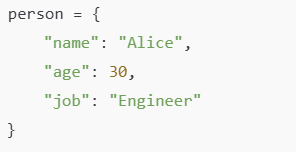 person = {
    "name": "Alice",
    "age": 30,
    "job": "Engineer"
}